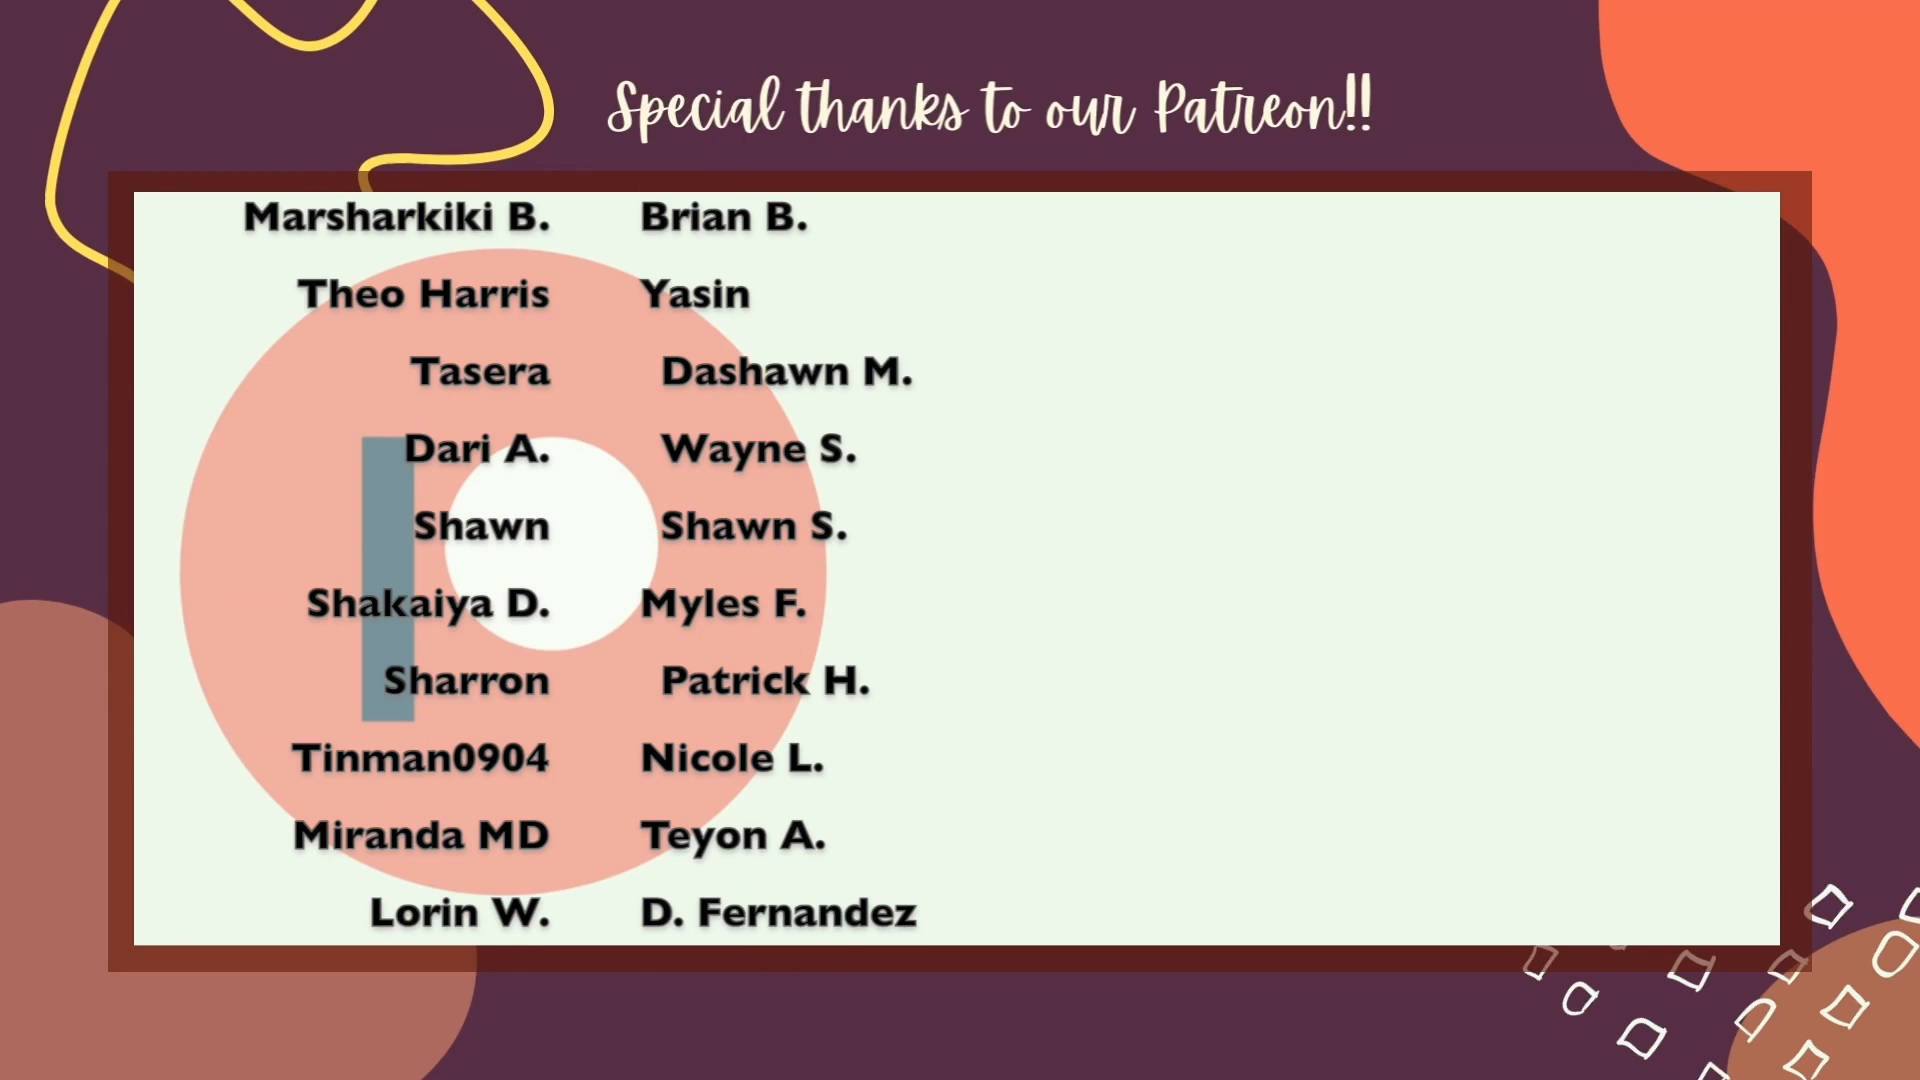 Special thanks to our Patreon!!
Marsharkiki B. Brian B.
Theo Harris Yasin
Tasera Dashawn M.
Dari A. Wayne S.
Shawn Shawn S.
Shakaiya D. Myles F.
Sharron Patrick H.
Tinman0904 Nicole L.
Miranda MD Teyon A.
Lorin W. D. Fernandez